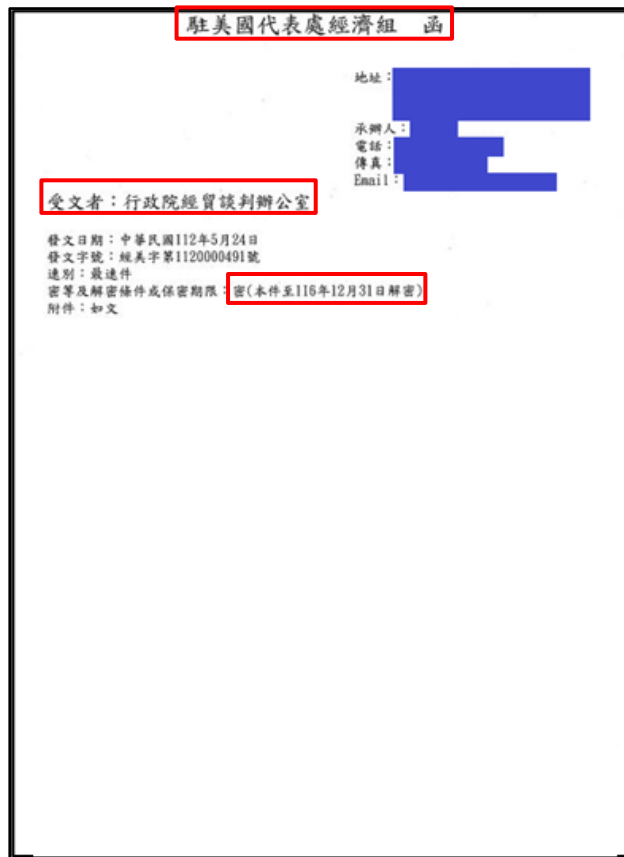 駐美國代表處經濟組 函
地址：
承辦人：
電話：
傳真：
Email：
受文者：行政院經貿談判辦公室
發文日期：中華民國112年5月24日
發文字號：經美字第1120000491號
速別：最速件
密等及解密條件或保密期限：密(本件至116年12月31日解密)
附件：如文